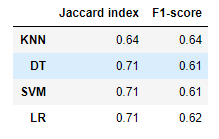 Jaccard index F1-score
KNN 0.64 0.64
DT 0.71 0.61
SVM 0.71 0.61
LR 0.71 0.62